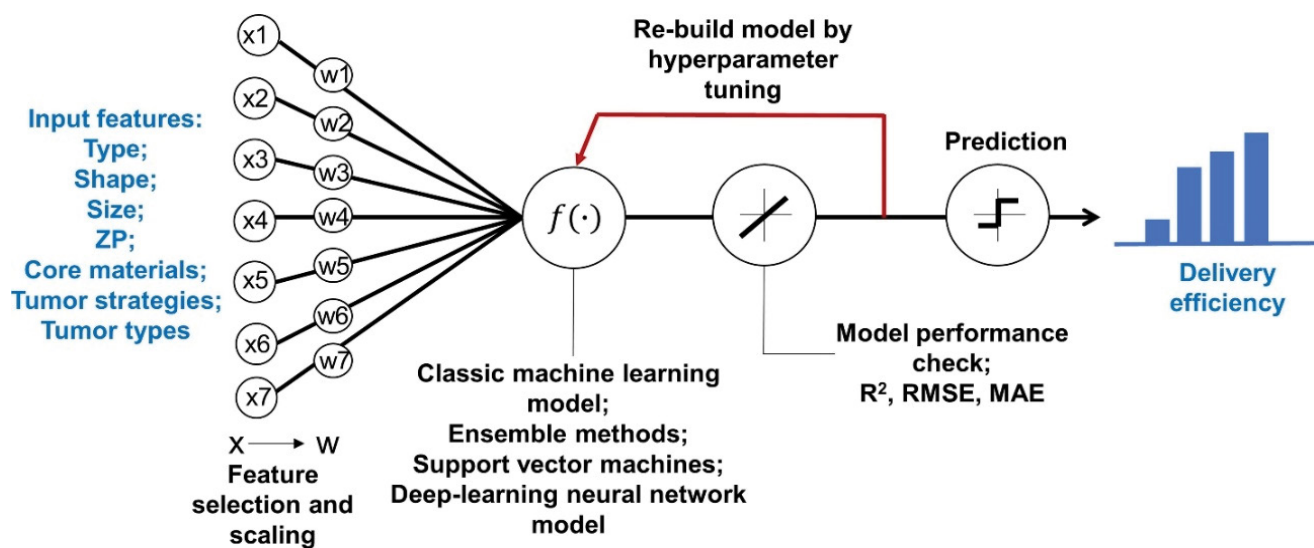 Input features:
Type;
Shape;
Size;
ZP;
Core materials;
Tumor strategies;
Tumor types
x1
x2
x3
x4
x5
x6
x7
w1
w2
w3
w4
w5
w6
w7
x → w
Feature
selection and
scaling
f(·)
Classic machine learning
model;
Ensemble methods;
Support vector machines;
Deep-learning neural network
model
Re-build model by
hyperparameter
tuning
Model performance
check;
R², RMSE, MAE
Prediction
Delivery
efficiency